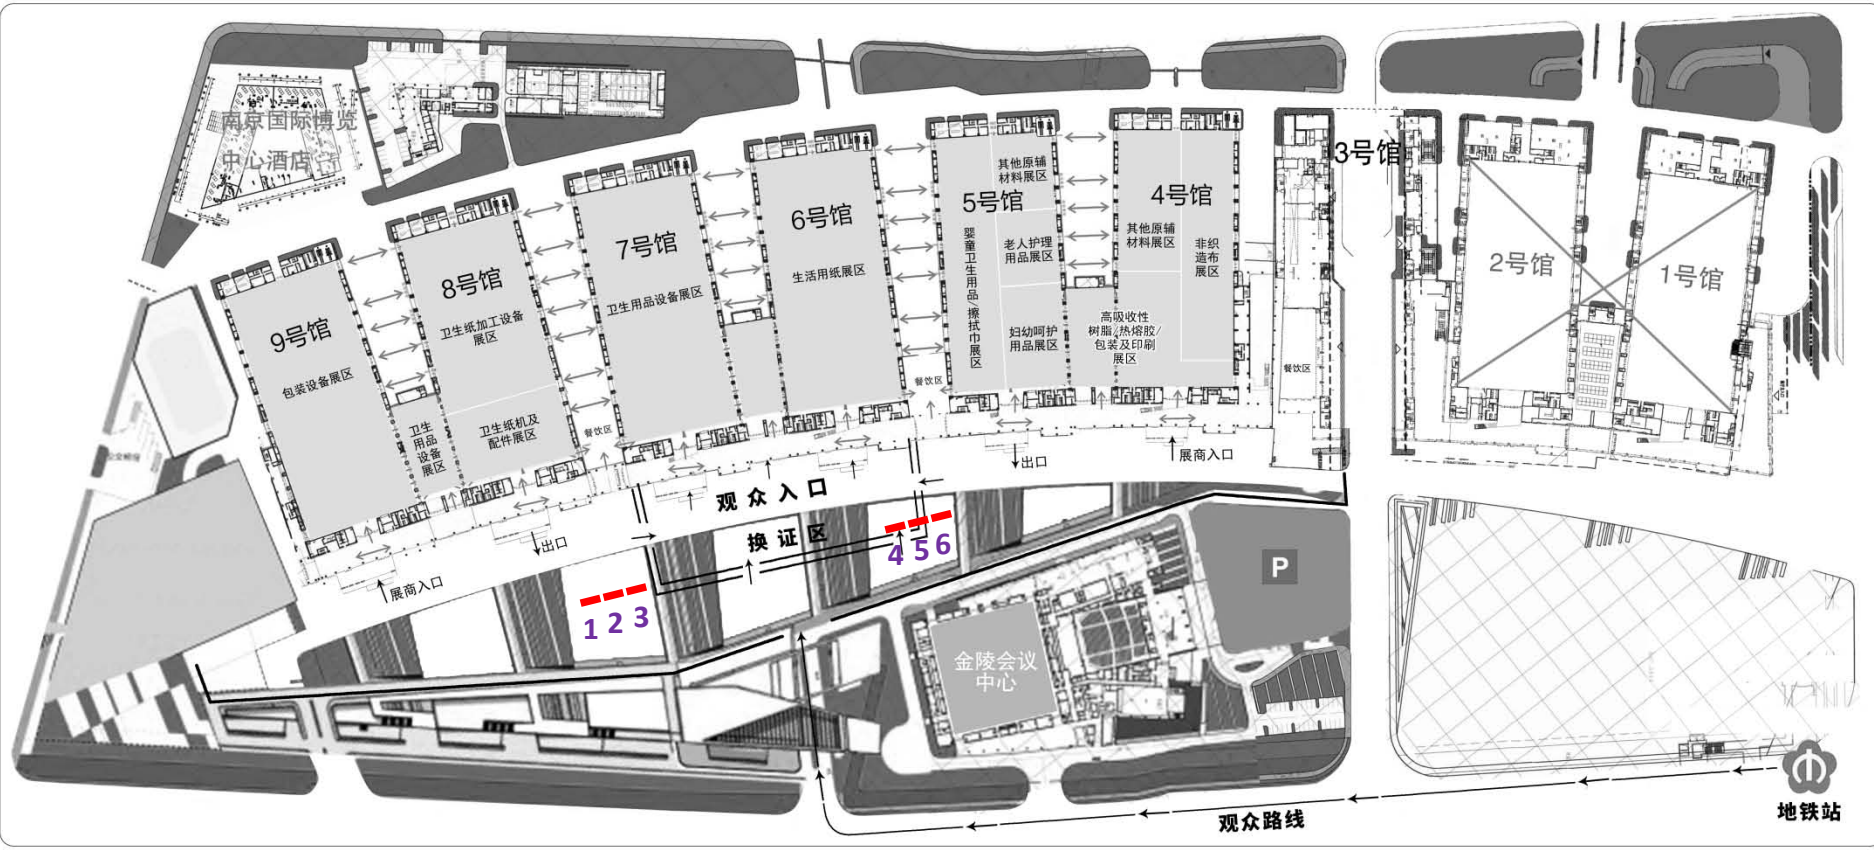 南京国际博览
中心酒店
9号馆
包装设备展区
8号馆
卫生纸加工设备
展区
卫生
用品
设备
展区
卫生纸机及
配件展区
7号馆
卫生用品设备展区
餐饮区
6号馆
生活用纸展区
餐饮区
5号馆
其他原辅
材料展区
婴童卫生用品/擦拭巾展区
老人护理
用品展区
妇幼呵护
用品展区
4号馆
其他原辅
材料展区
非织
造布
展区
高吸收性
树脂/热熔胶/
包装及印刷
展区
3号馆
餐饮区
2号馆
1号馆
展商入口
出口
观众入口
换证区
出口
展商入口
1 2 3
4 5 6
P
金陵会议
中心
观众路线
地铁站